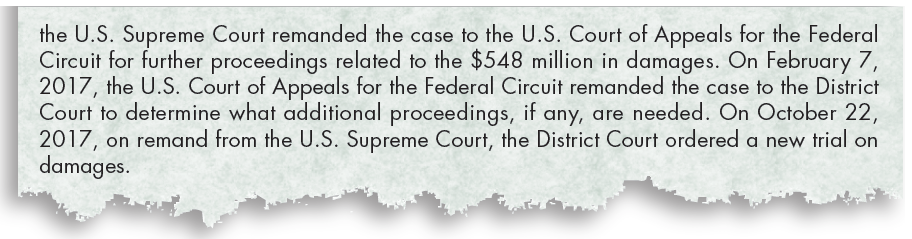 the U.S. Supreme Court remanded the case to the U.S. Court of Appeals for the Federal
Circuit for further proceedings related to the $548 million in damages. On February 7,
2017, the U.S. Court of Appeals for the Federal Circuit remanded the case to the District
Court to determine what additional proceedings, if any, are needed. On October 22,
2017, on remand from the U.S. Supreme Court, the District Court ordered a new trial on
damages.